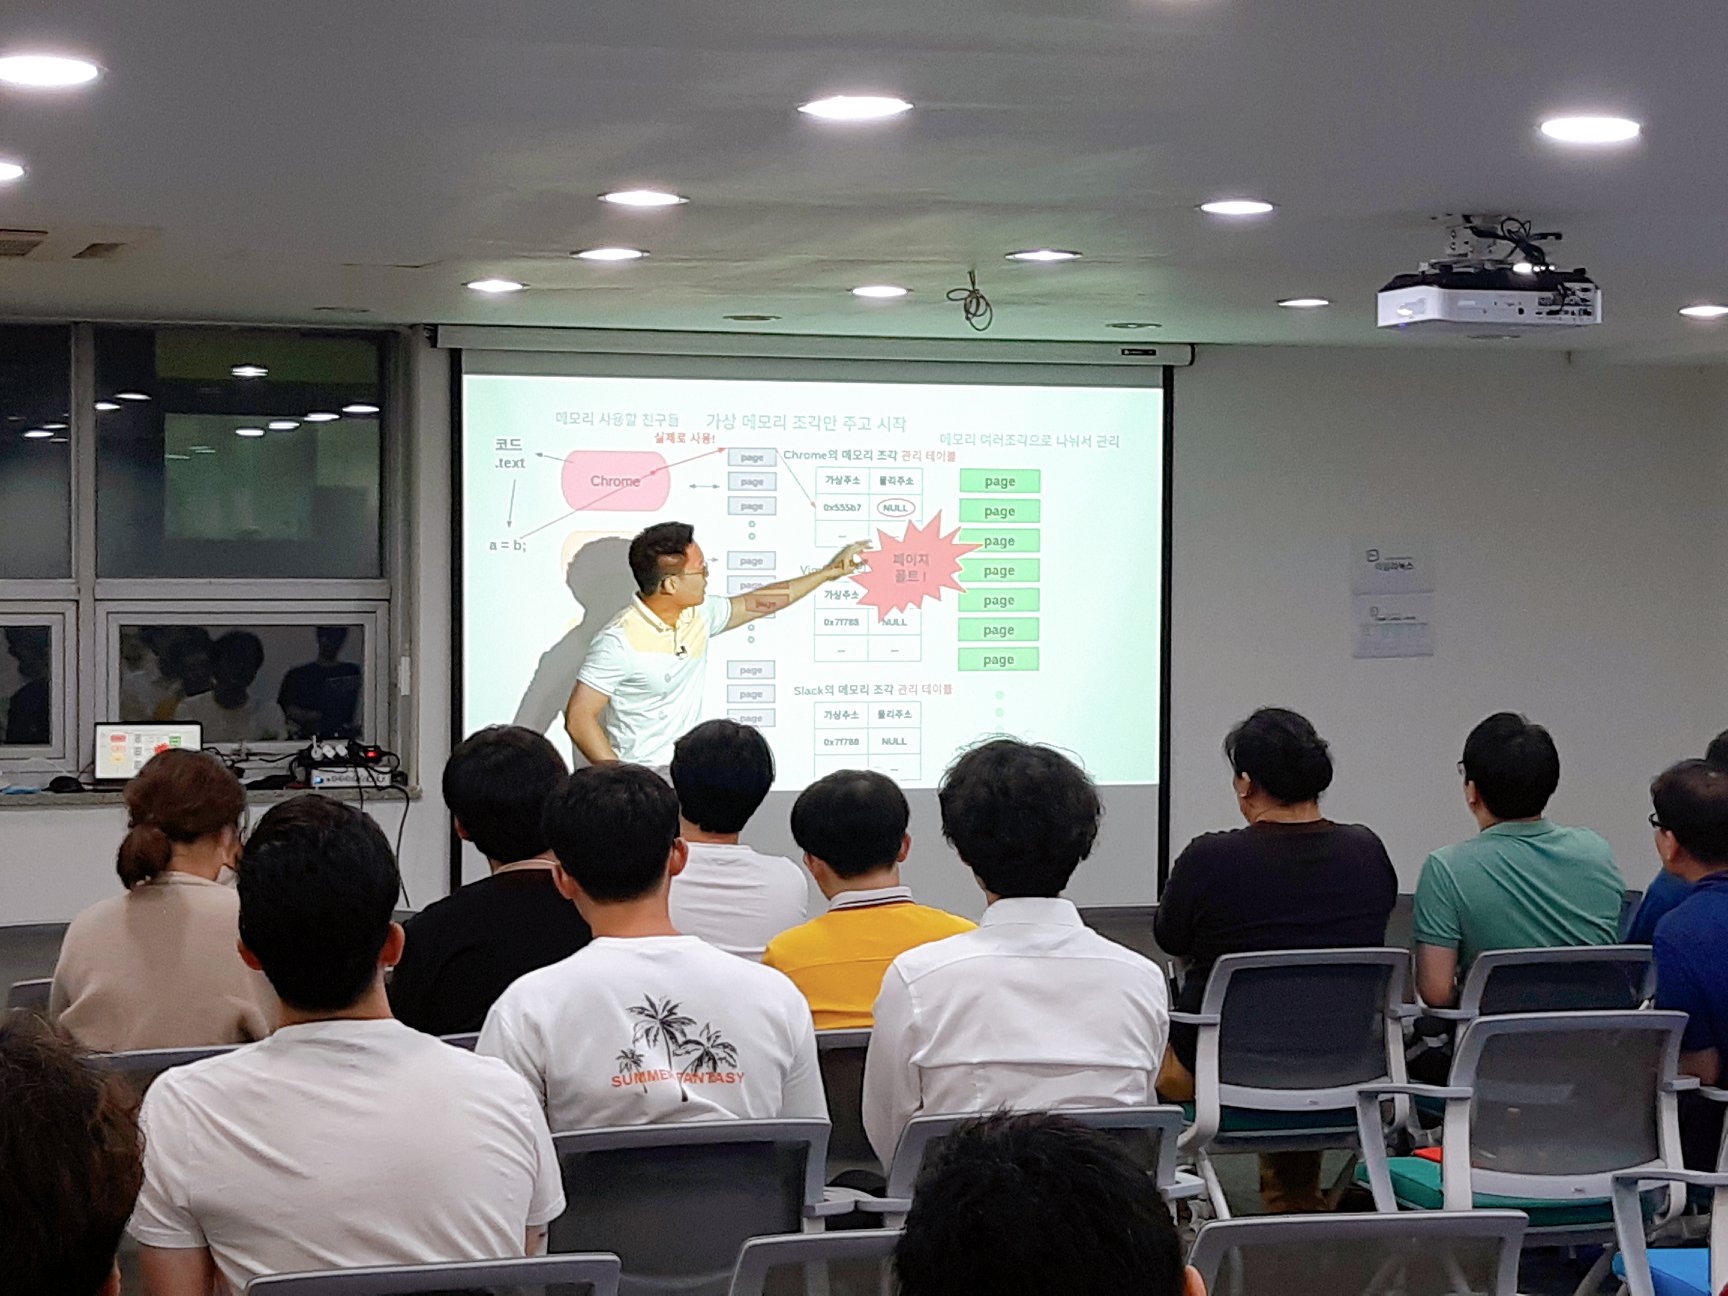 메모리 사용할 친구들
가상 메모리 조각만 주고 시작
실제로 사용!
메모리 여러조각으로 나눠서 관리
코드
.text
a = b;
Chrome
page
page
page
page
page
page
page
page
page
Chrome의 메모리 조각 관리 테이블
가상주소
물리주소
0x555b7
NULL
...
페이지
폴트 !
가상주소
0x7f788
NULL
...
...
Slack의 메모리 조각 관리 테이블
가상주소
물리주소
0x7f788
NULL
...
page
page
page
page
page
page
page
SUMMER FANTASY